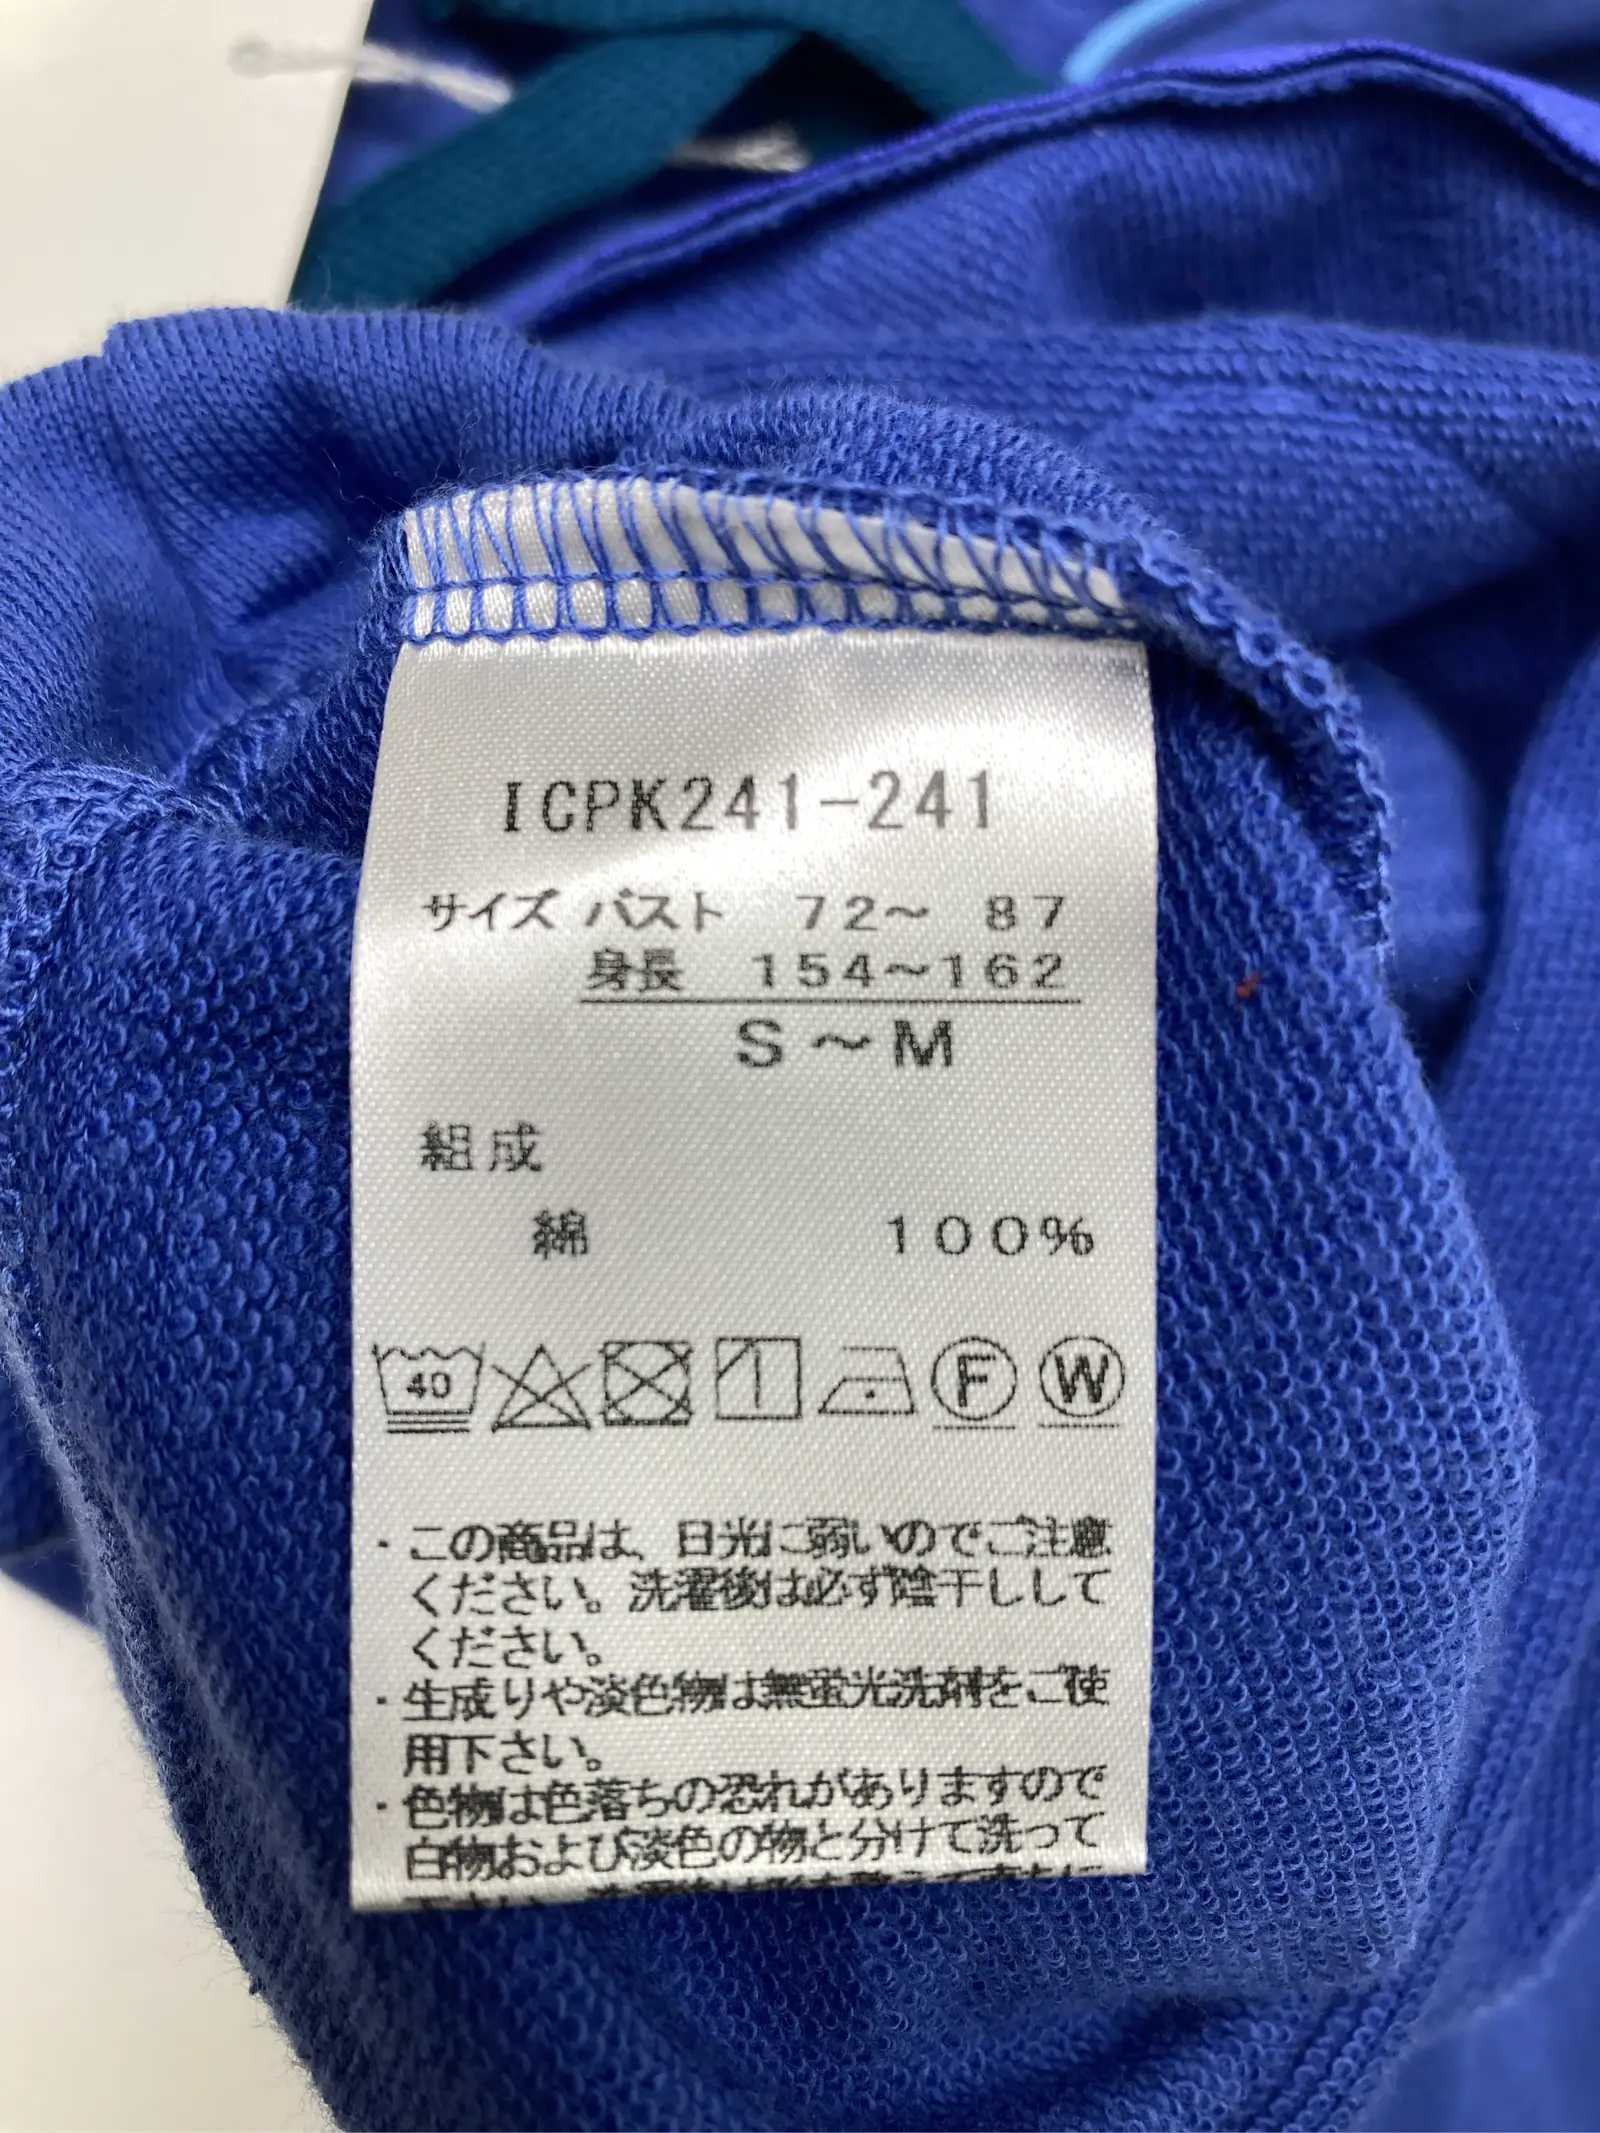 ICPK241-241
サイズ バスト 72～ 87
身長 154～162
S～M
組成
綿 100%
40
F W
・この商品は、日光に弱いのでご注意
ください。洗濯後は必ず陰干しして
ください。
・生成りや淡色物は無蛍光洗剤をご使
用下さい。
・色物は色落ちの恐れがありますので
白物および淡色の物と分けて洗って